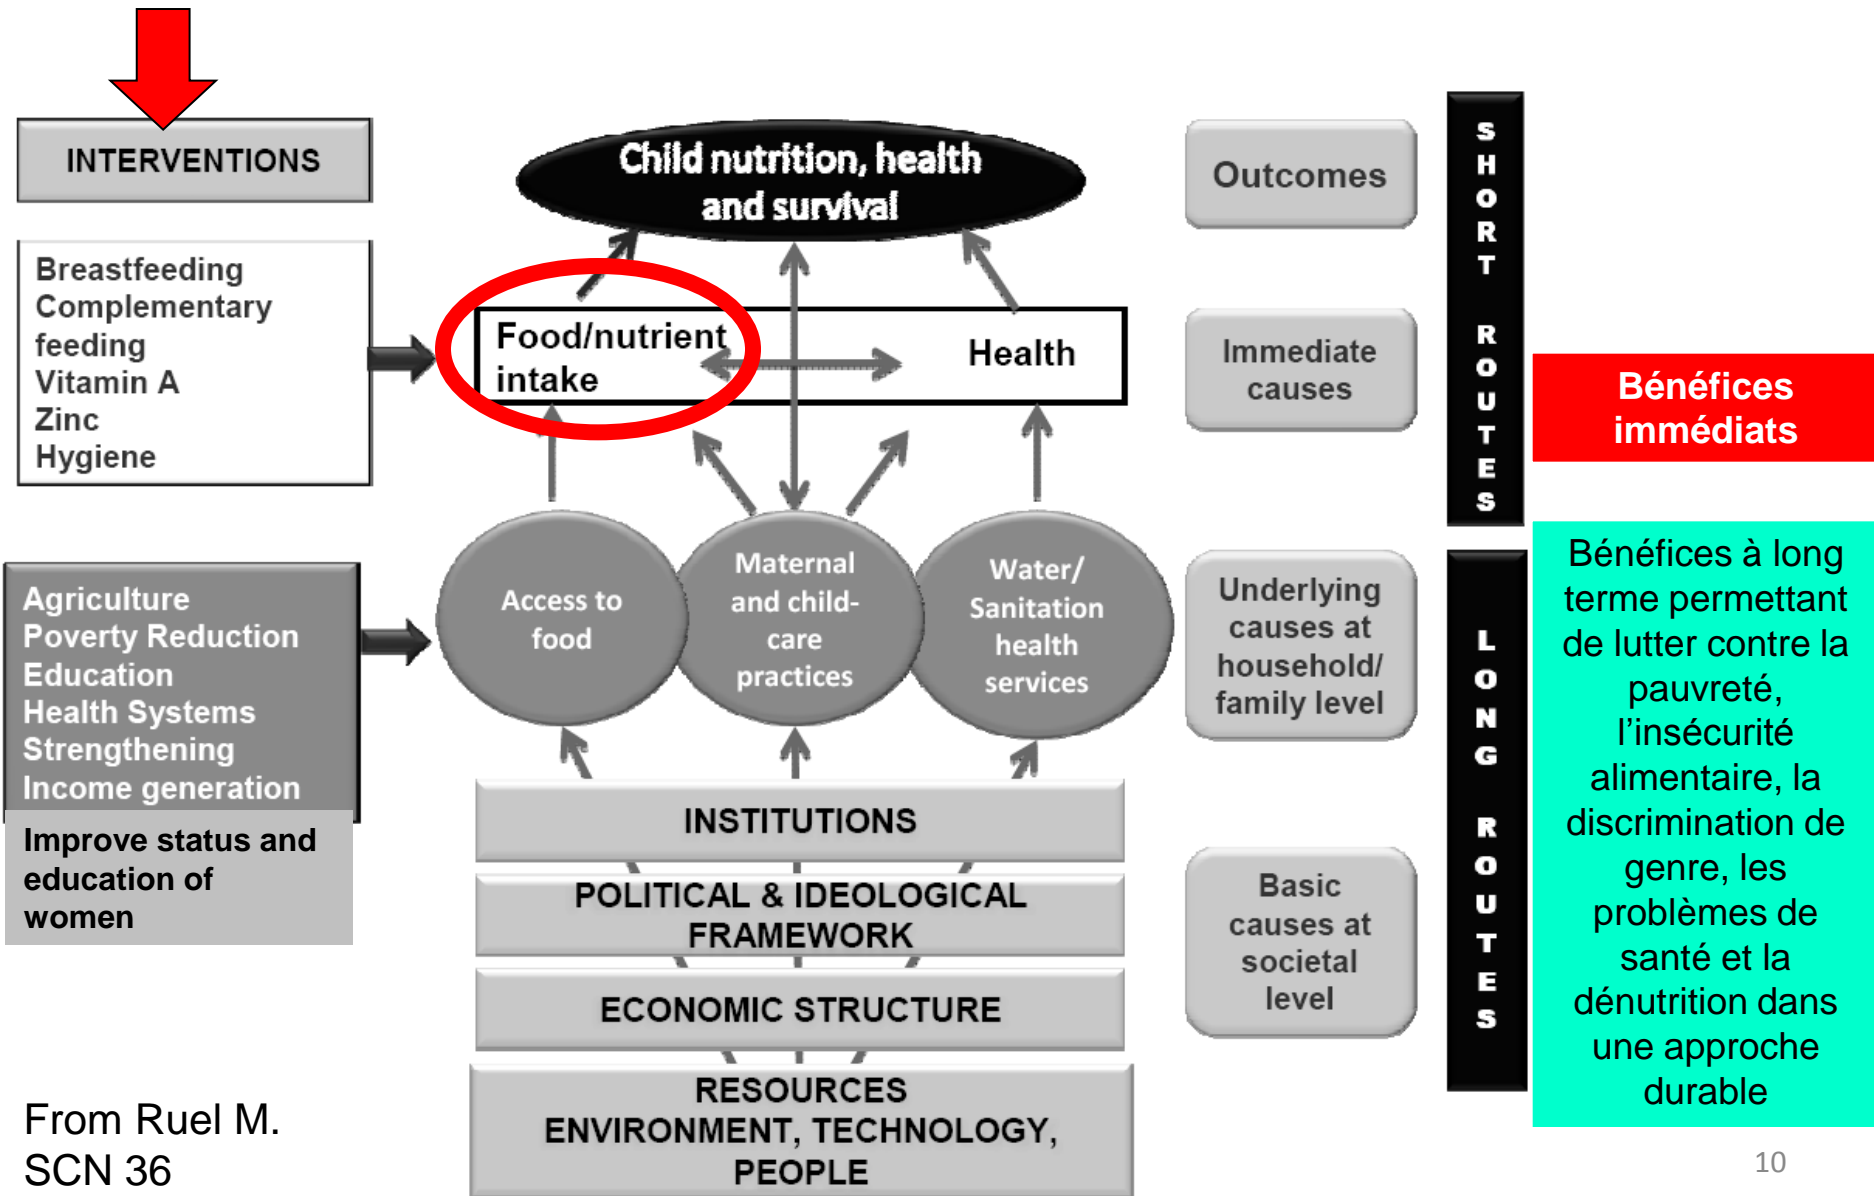 INTERVENTIONS
Breastfeeding
Complementary
feeding
Vitamin A
Zinc
Hygiene
Agriculture
Poverty Reduction
Education
Health Systems
Strengthening
Income generation
Improve status and
education of
women
From Ruel M.
SCN 36
Child nutrition, health
and survival
Food/nutrient
intake
Health
Access to
food
Maternal
and child-
care
practices
Water/
Sanitation
health
services
INSTITUTIONS
POLITICAL & IDEOLOGICAL
FRAMEWORK
ECONOMIC STRUCTURE
RESOURCES
ENVIRONMENT, TECHNOLOGY,
PEOPLE
Outcomes
Immediate
causes
Underlying
causes at
household/
family level
Basic
causes at
societal
level
SHORT ROUTES
LONG ROUTES
Bénéfices
immédiats
Bénéfices à long
terme permettant
de lutter contre la
pauvreté,
l’insécurité
alimentaire, la
discrimination de
genre, les
problèmes de
santé et la
dénutrition dans
une approche
durable
10